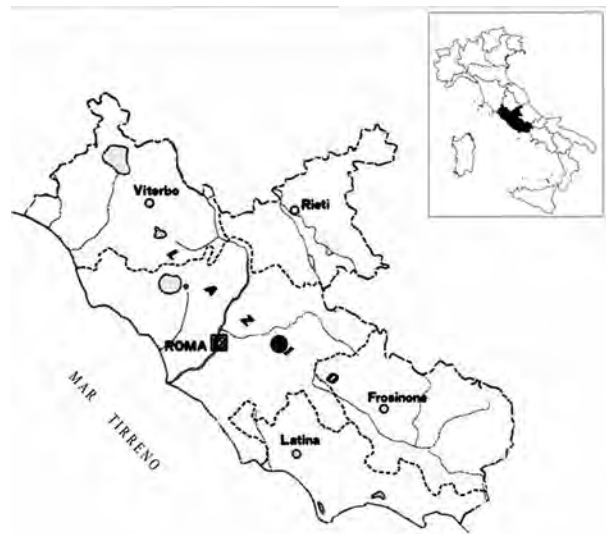 Viterbo
Rieti
L A Z I O
ROMA
Frosinone
Latina
MAR TIRRENO